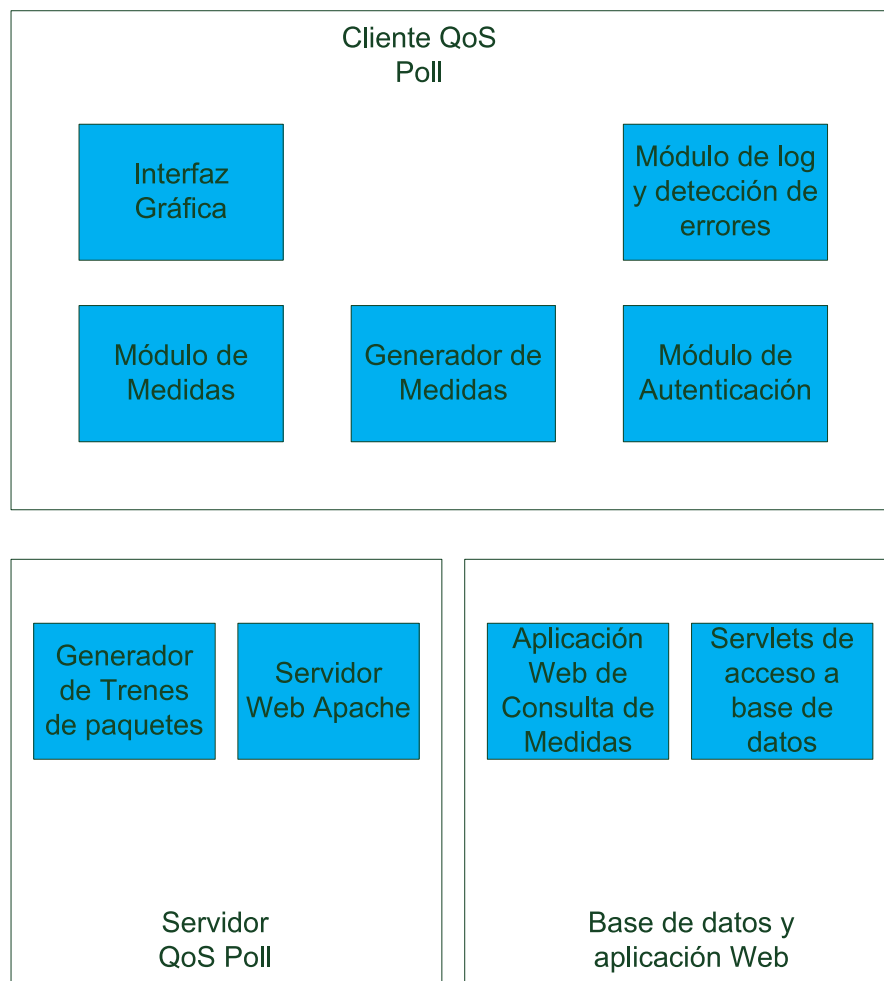 Cliente QoS
Poll
Interfaz
Gráfica
Módulo de log
y detección de
errores
Módulo de
Medidas
Generador de
Medidas
Módulo de
Autenticación
Generador
de Trenes
de paquetes
Servidor
Web Apache
Aplicación
Web de
Consulta de
Medidas
Servlets de
acceso a
base de
datos
Servidor
QoS Poll
Base de datos y
aplicación Web